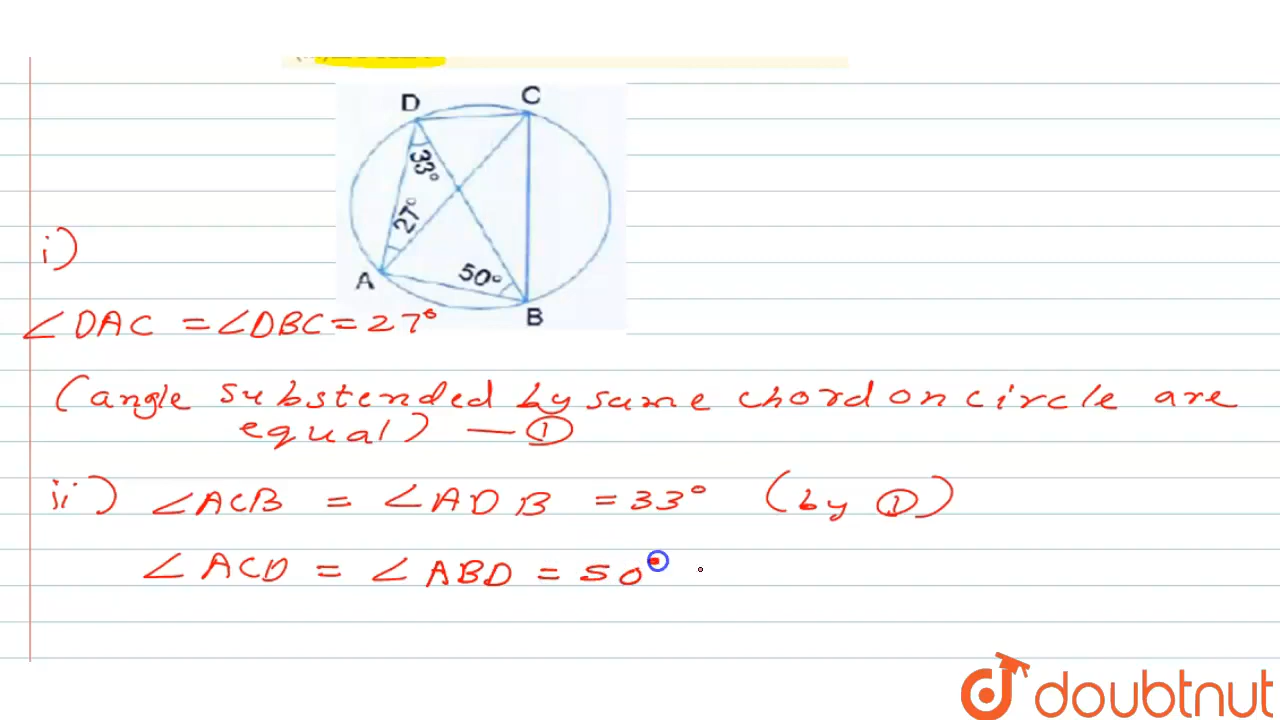 D
C
33°
27°
50°
A
B
i)
∠DAC = ∠DBC = 27°
(angle substended by same chord on circle are
equal) — ①
ii) ∠ACB = ∠ADB = 33° (by ①)
∠ACD = ∠ABD = 50°
doubtnut